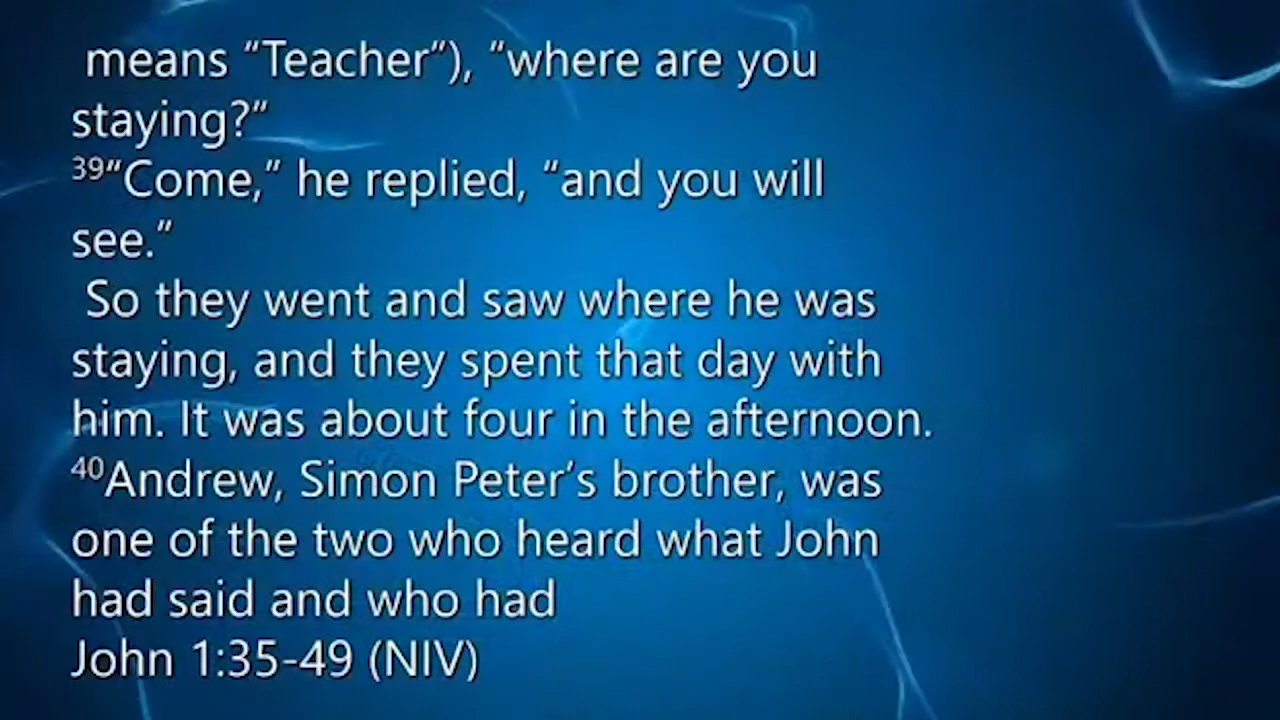 means “Teacher”), “where are you
staying?”
³⁹“Come,” he replied, “and you will
see.”
So they went and saw where he was
staying, and they spent that day with
him. It was about four in the afternoon.
⁴⁰Andrew, Simon Peter’s brother, was
one of the two who heard what John
had said and who had
John 1:35-49 (NIV)